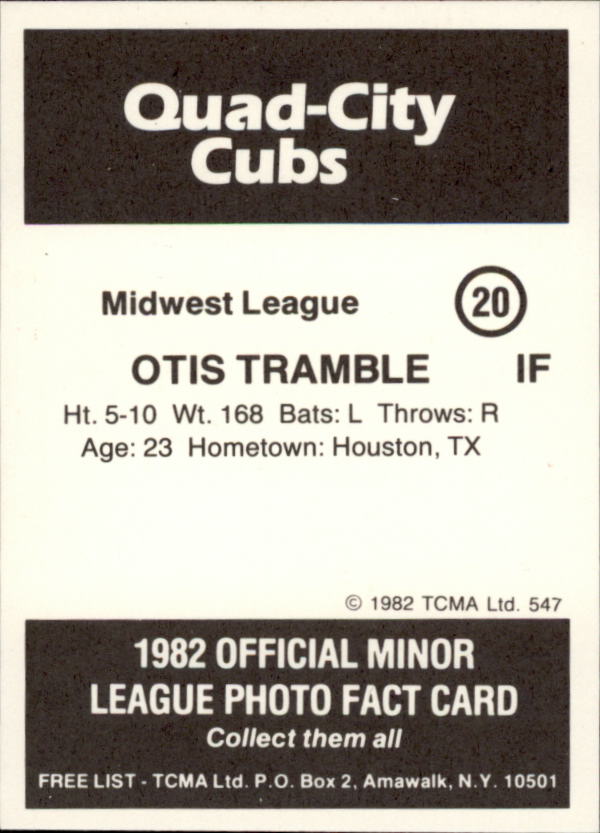 Quad-City
Cubs
Midwest League
20
OTIS TRAMBLE IF
Ht. 5-10 Wt. 168 Bats: L Throws: R
Age: 23 Hometown: Houston, TX
© 1982 TCMA Ltd. 547
1982 OFFICIAL MINOR
LEAGUE PHOTO FACT CARD
Collect them all
FREE LIST - TCMA Ltd. P.O. Box 2, Amawalk, N.Y. 10501